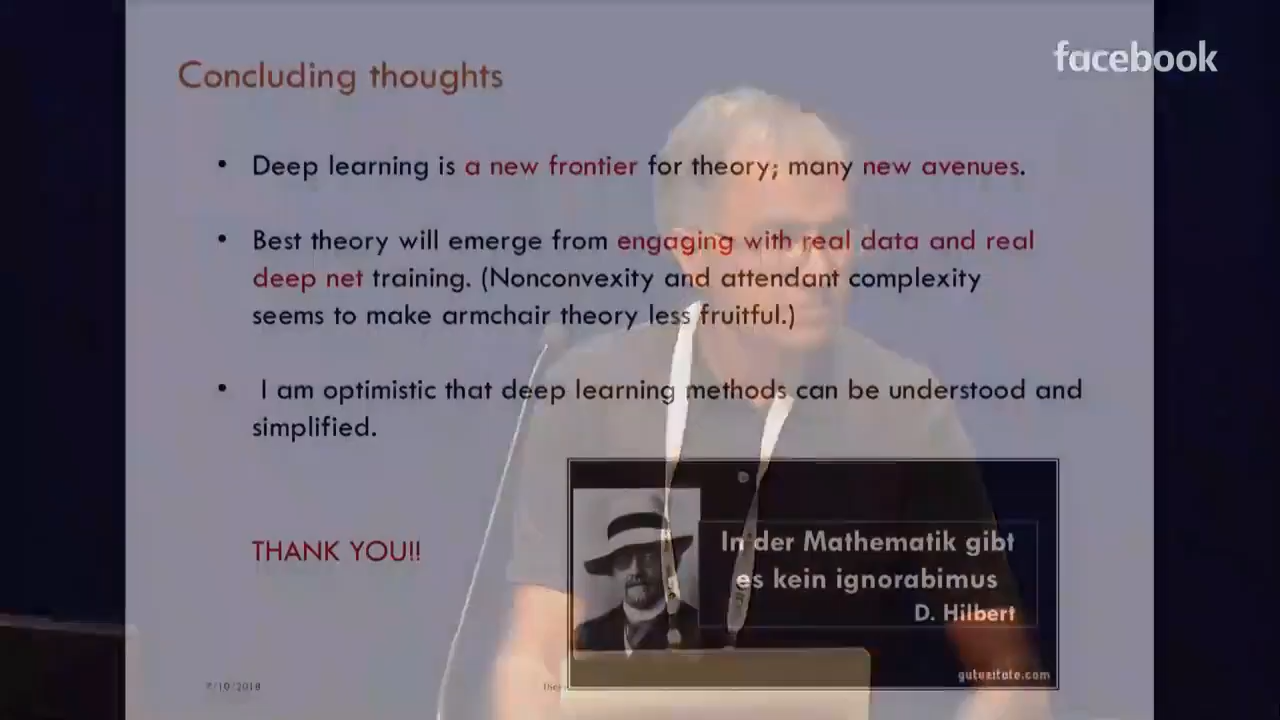 facebook
Concluding thoughts
• Deep learning is a new frontier for theory; many new avenues.
• Best theory will emerge from engaging with real data and real
deep net training. (Nonconvexity and attendant complexity
seems to make armchair theory less fruitful.)
• I am optimistic that deep learning methods can be understood and
simplified.
THANK YOU!!
In der Mathematik gibt
es kein ignorabimus
D. Hilbert
gutezitate.com
7/10/2018